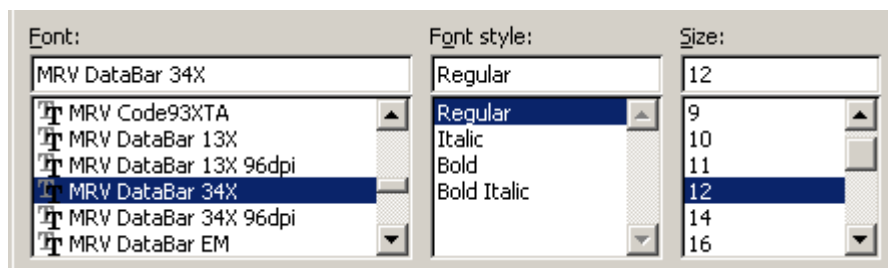 Font:
MRV DataBar 34X
MRV Code93XTA
MRV DataBar 13X
MRV DataBar 13X 96dpi
MRV DataBar 34X
MRV DataBar 34X 96dpi
MRV DataBar EM
Font style:
Regular
Regular
Italic
Bold
Bold Italic
Size:
12
9
10
11
12
14
16